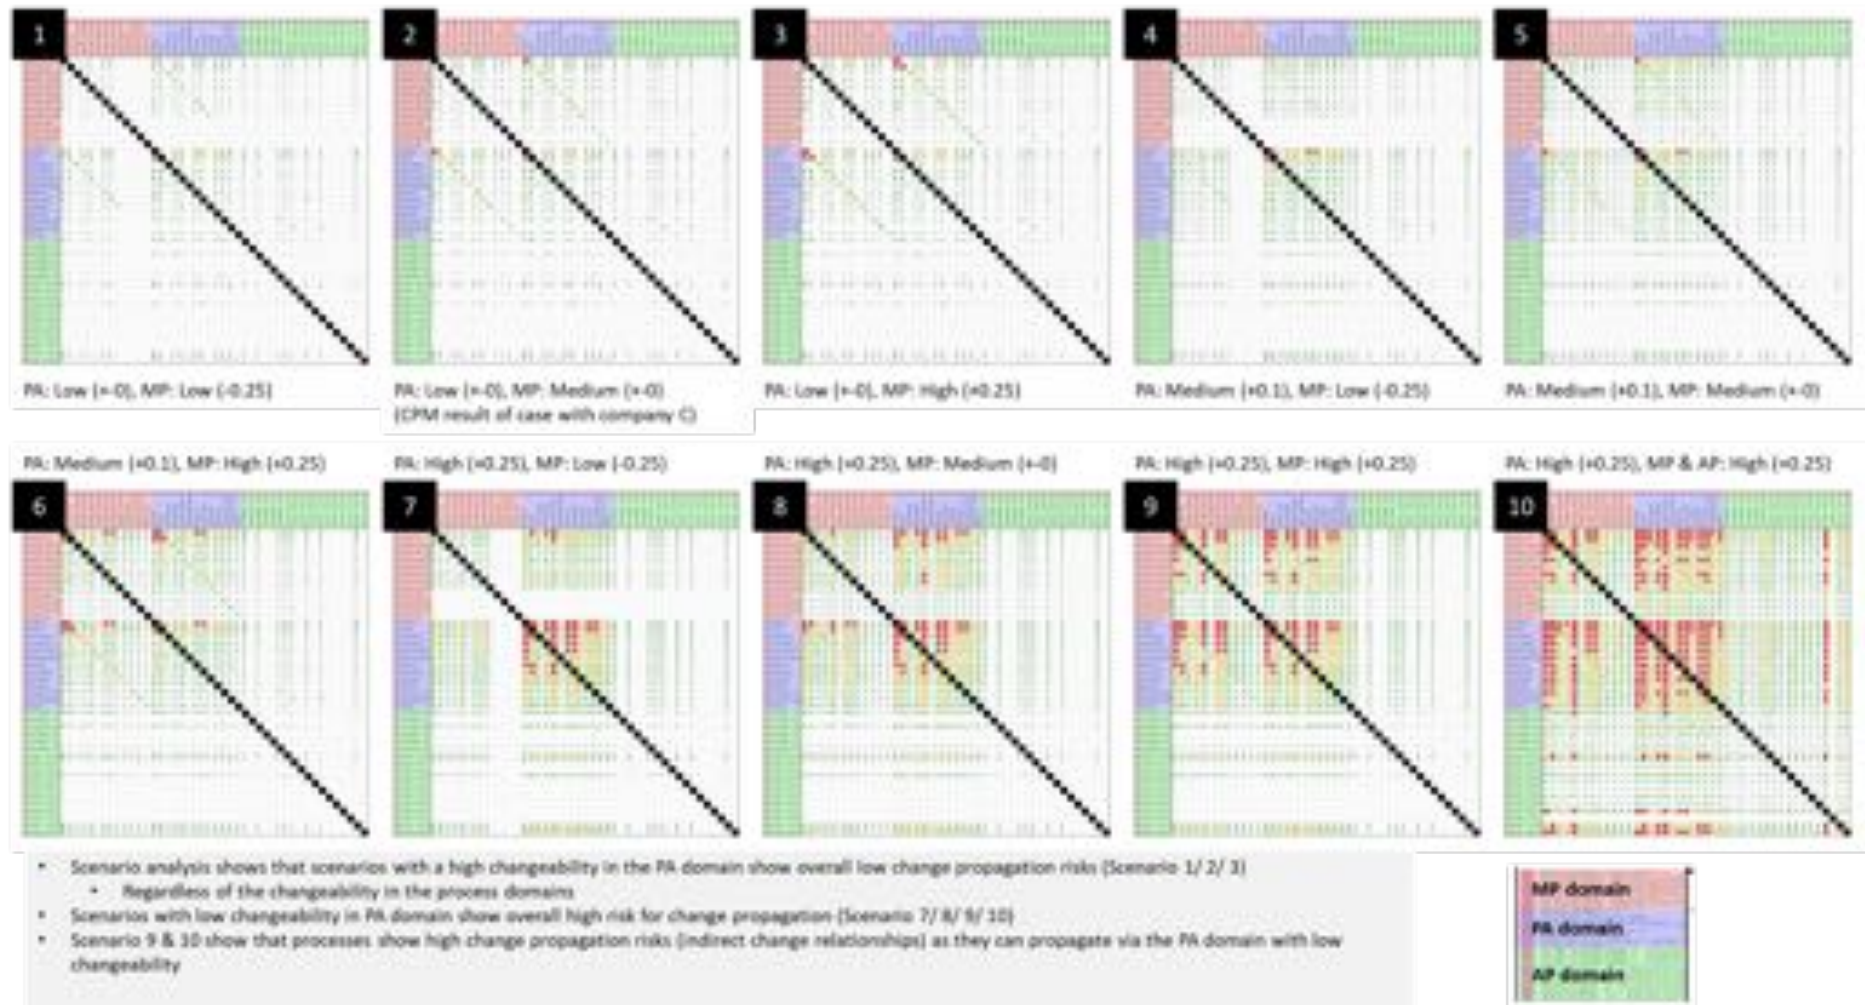 1
2
3
4
5
PA: Low (+-0), MP: Low (-0.25)
PA: Low (+-0), MP: Medium (+-0)
(CPM result of case with company C)
PA: Low (+-0), MP: High (+0.25)
PA: Medium (+0.1), MP: Low (-0.25)
PA: Medium (+0.1), MP: Medium (+-0)
PA: Medium (+0.1), MP: High (+0.25)
PA: High (+0.25), MP: Low (-0.25)
PA: High (+0.25), MP: Medium (+-0)
PA: High (+0.25), MP: High (+0.25)
PA: High (+0.25), MP & AP: High (+0.25)
6
7
8
9
10
• Scenario analysis shows that scenarios with a high changeability in the PA domain show overall low change propagation risks (Scenario 1/ 2/ 3)
• Regardless of the changeability in the process domains
• Scenarios with low changeability in PA domain show overall high risk for change propagation (Scenario 7/ 8/ 9/ 10)
• Scenario 9 & 10 show that processes show high change propagation risks (indirect change relationships) as they can propagate via the PA domain with low
changeability
MP domain
PA domain
AP domain